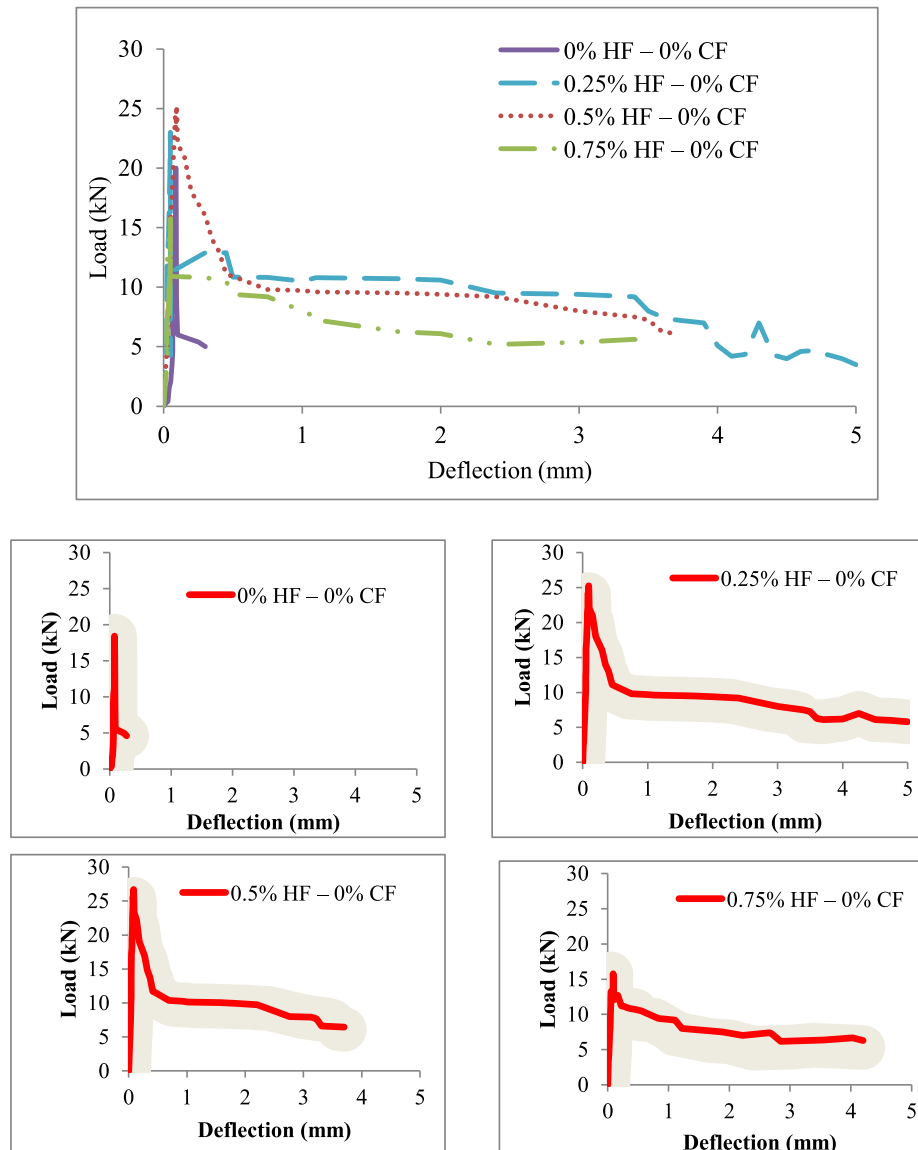 30
25
20
15
10
5
0
Load (kN)
0% HF – 0% CF
0.25% HF – 0% CF
0.5% HF – 0% CF
0.75% HF – 0% CF
0 1 2 3 4 5
Deflection (mm)
30
25
20
15
10
5
0
Load (kN)
0% HF – 0% CF
0 1 2 3 4 5
Deflection (mm)
30
25
20
15
10
5
0
Load (kN)
0.25% HF – 0% CF
0 1 2 3 4 5
Deflection (mm)
30
25
20
15
10
5
0
Load (kN)
0.5% HF – 0% CF
0 1 2 3 4 5
Deflection (mm)
30
25
20
15
10
5
0
Load (kN)
0.75% HF – 0% CF
0 1 2 3 4 5
Deflection (mm)